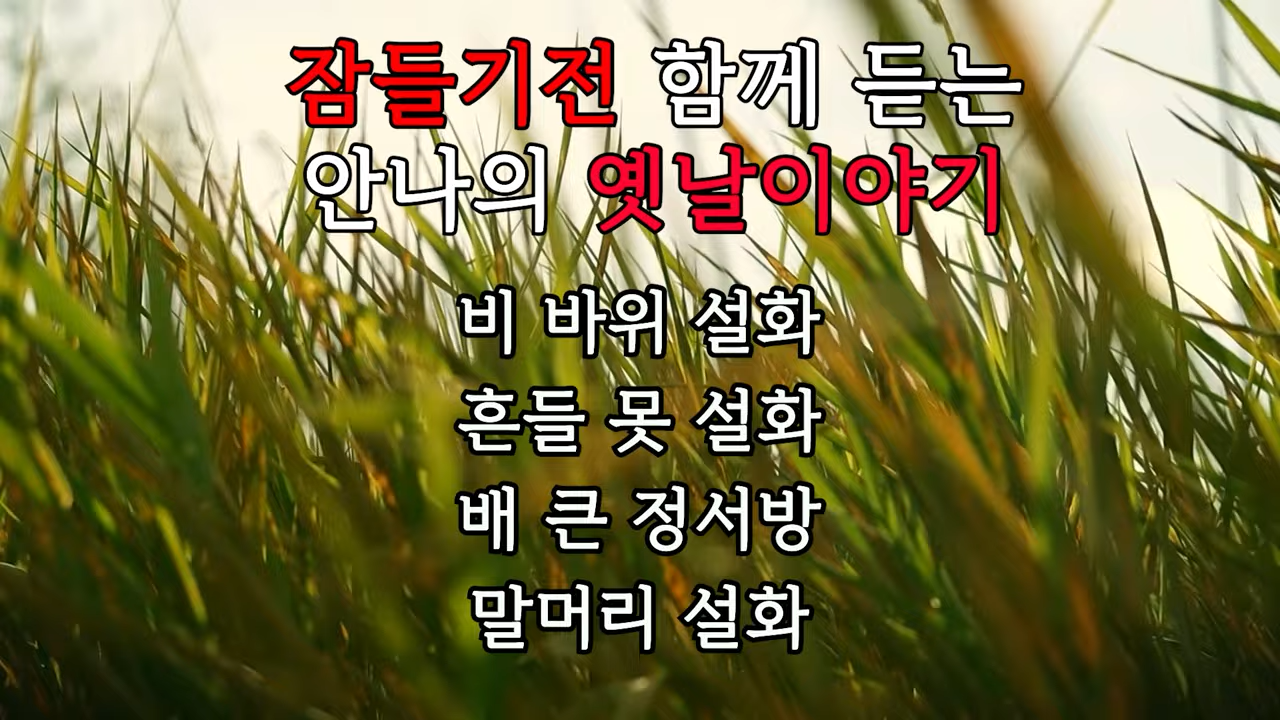 잠들기전 함께 듣는
안나의 옛날이야기
비 바위 설화
흔들 못 설화
배 큰 정서방
말머리 설화